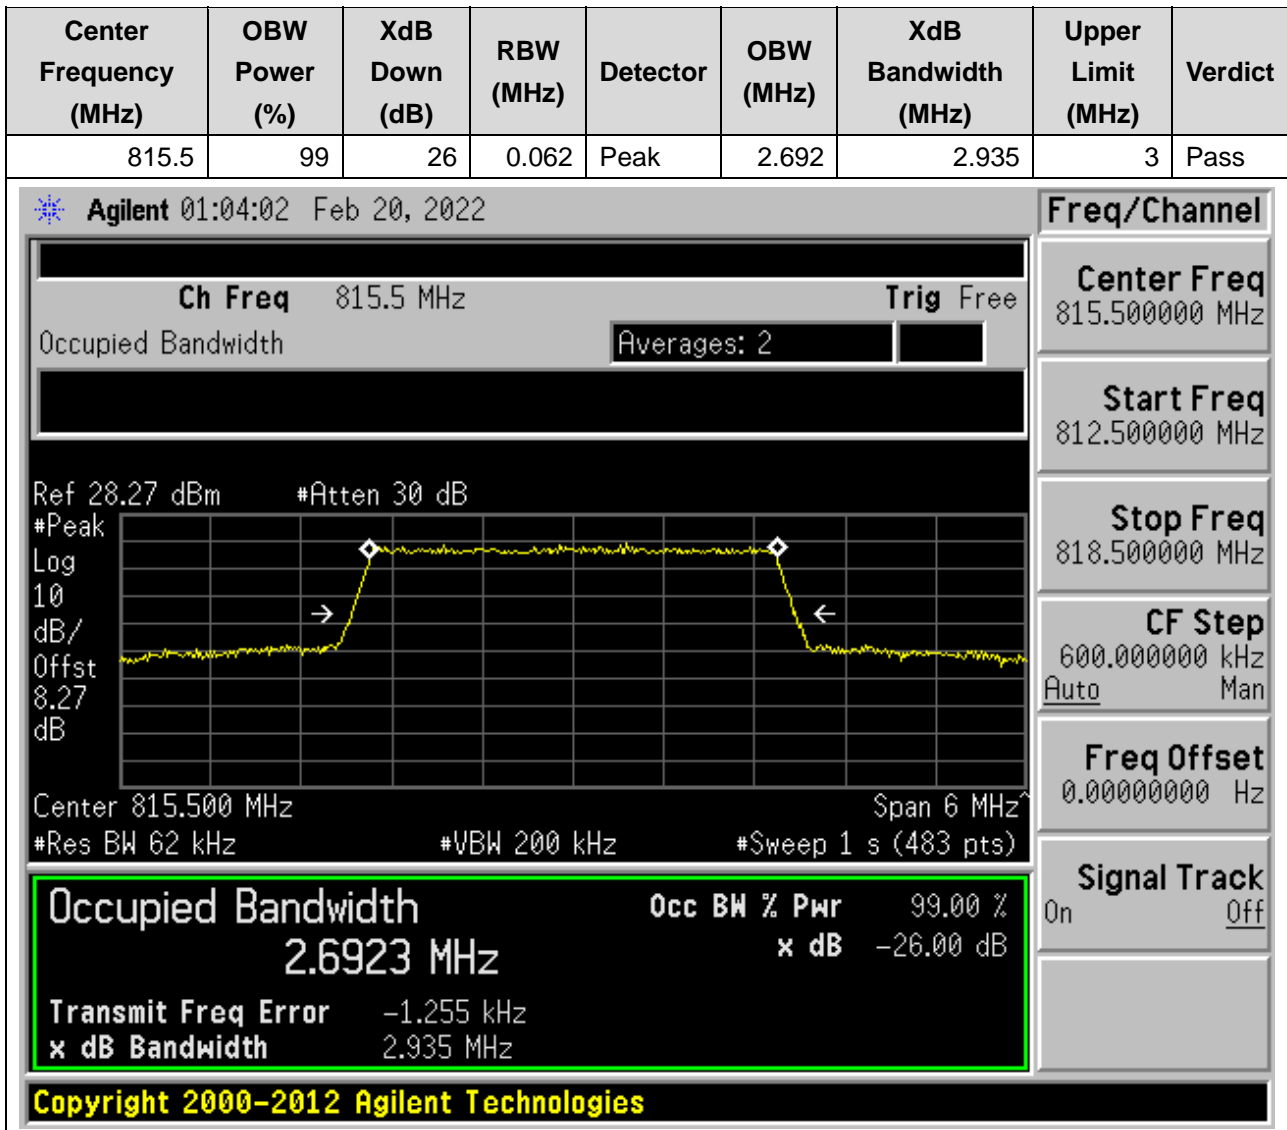 Center Frequency (MHz) OBW Power (%) XdB Down (dB) RBW (MHz) Detector OBW (MHz) XdB Bandwidth (MHz) Upper Limit (MHz) Verdict
815.5 99 26 0.062 Peak 2.692 2.935 3 Pass
Agilent 01:04:02 Feb 20, 2022
Freq/Channel
Ch Freq 815.5 MHz Trig Free
Occupied Bandwidth Averages: 2
Center Freq
815.500000 MHz
Start Freq
812.500000 MHz
Stop Freq
818.500000 MHz
CF Step
600.000000 kHz
Auto Man
Freq Offset
0.00000000 Hz
Signal Track
On Off
Ref 28.27 dBm #Atten 30 dB
#Peak
Log
10
dB/
Offst
8.27
dB
Center 815.500 MHz Span 6 MHz^
#Res BW 62 kHz #VBW 200 kHz #Sweep 1 s (483 pts)
Occupied Bandwidth
2.6923 MHz
Occ BW % Pwr 99.00 %
x dB -26.00 dB
Transmit Freq Error -1.255 kHz
x dB Bandwidth 2.935 MHz
Copyright 2000-2012 Agilent Technologies